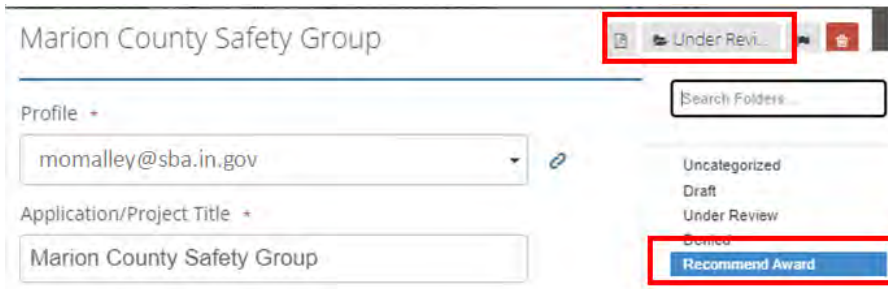 Marion County Safety Group
Under Revi...
Search Folders...
Profile *
momalley@sba.in.gov
Application/Project Title *
Marion County Safety Group
Uncategorized
Draft
Under Review
Denied
Recommend Award